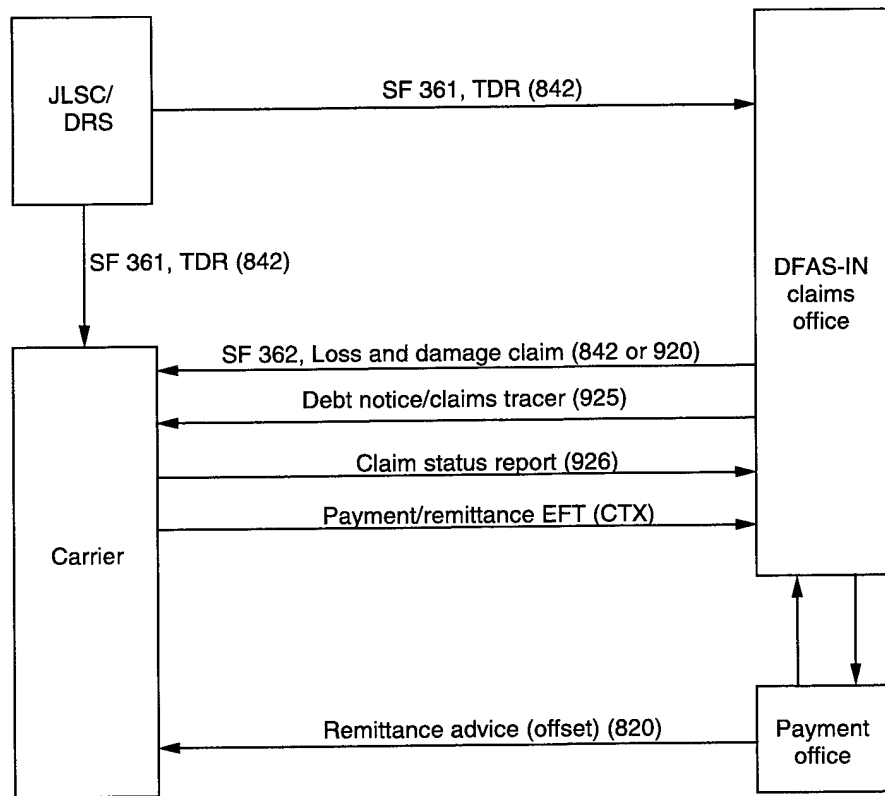 JLSC/
DRS
SF 361, TDR (842)
SF 361, TDR (842)
DFAS-IN
claims
office
SF 362, Loss and damage claim (842 or 920)
Debt notice/claims tracer (925)
Claim status report (926)
Payment/remittance EFT (CTX)
Carrier
Remittance advice (offset) (820)
Payment
office